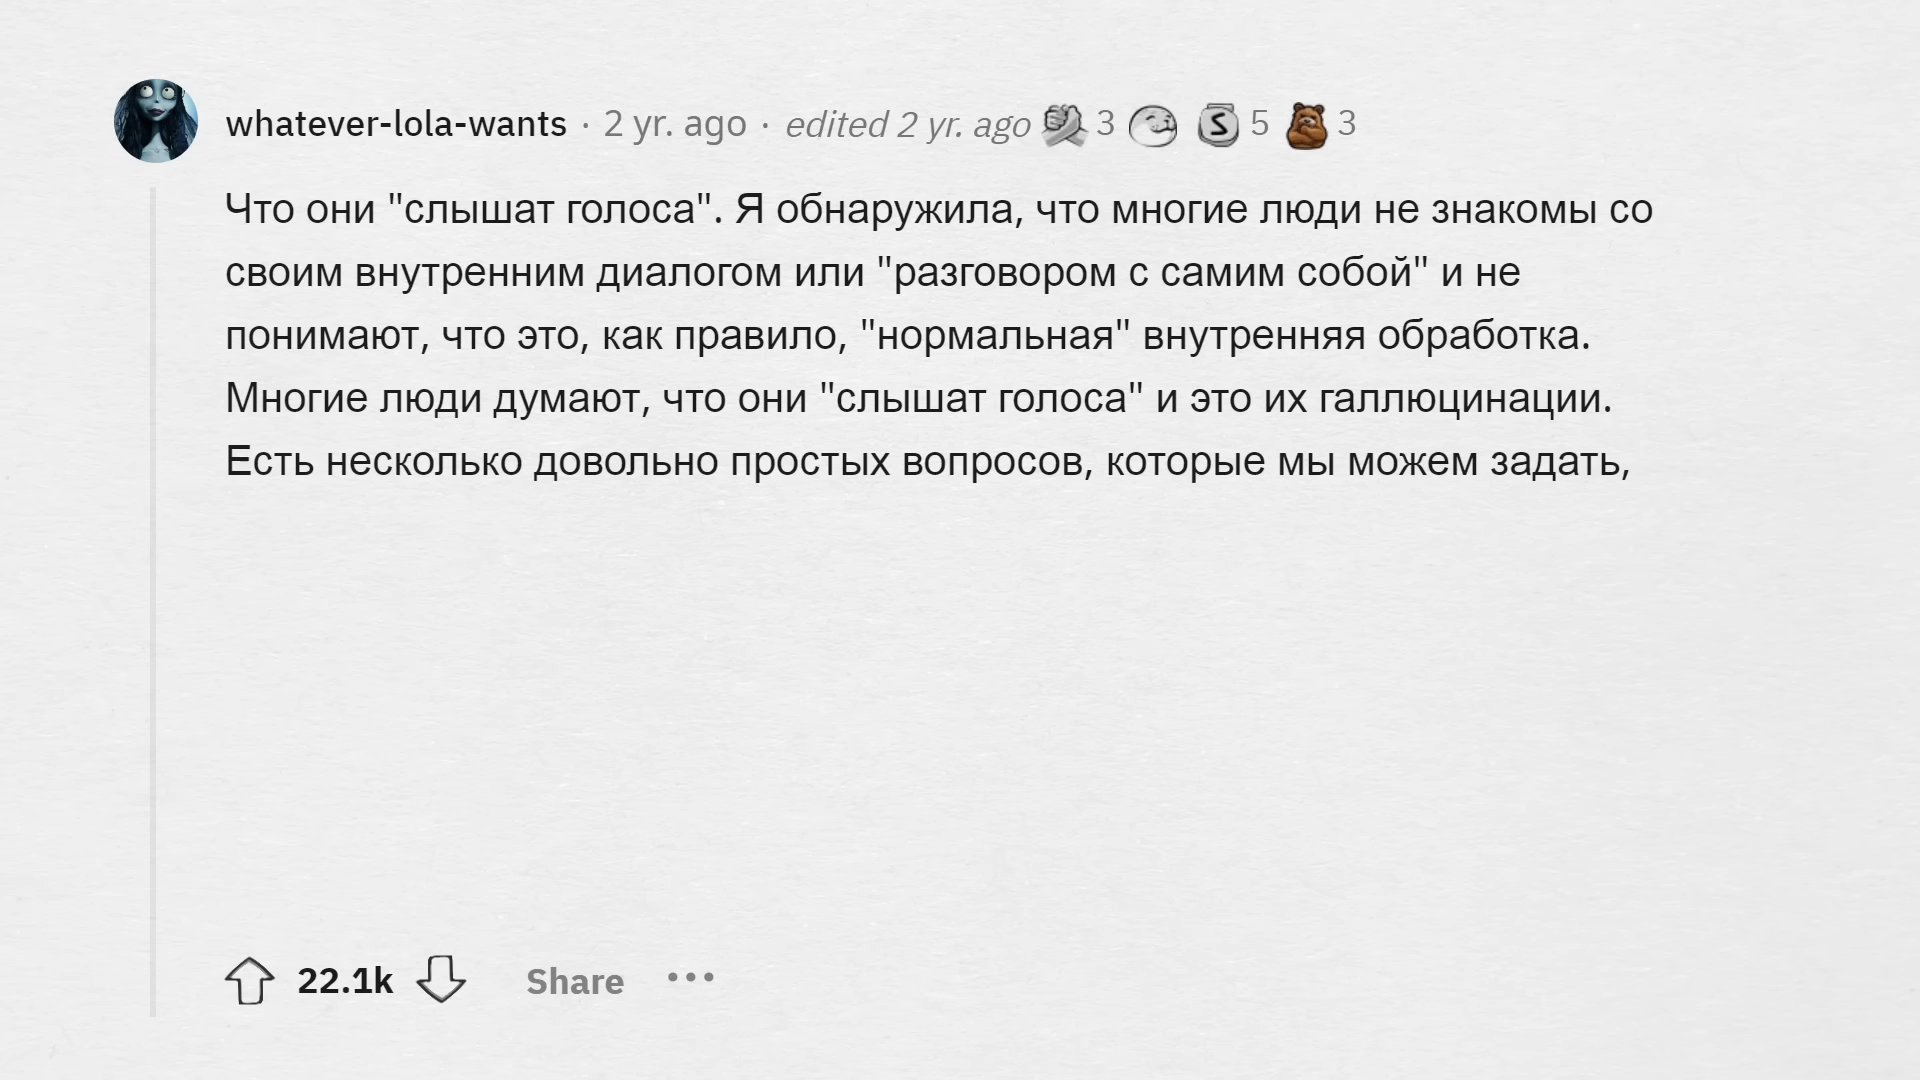 whatever-lola-wants · 2 yr. ago · edited 2 yr. ago 3 S 5 3
Что они "слышат голоса". Я обнаружила, что многие люди не знакомы со
своим внутренним диалогом или "разговором с самим собой" и не
понимают, что это, как правило, "нормальная" внутренняя обработка.
Многие люди думают, что они "слышат голоса" и это их галлюцинации.
Есть несколько довольно простых вопросов, которые мы можем задать,
22.1k Share •••